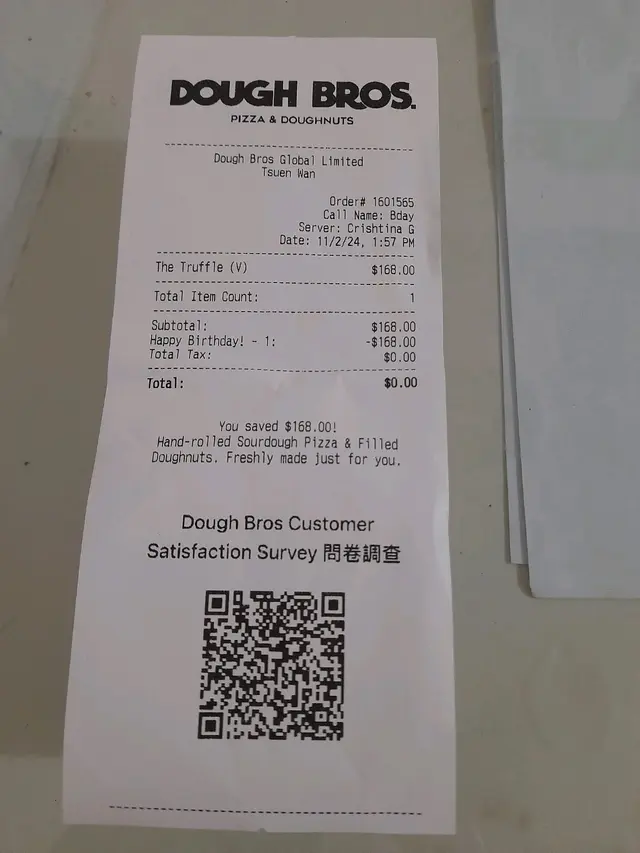 DOUGH BROS.
PIZZA & DOUGHNUTS
Dough Bros Global Limited
Tsuen Wan
Order# 1601565
Call Name: Bday
Server: Crishtina G
Date: 11/2/24, 1:57 PM
The Truffle (V) $168.00
Total Item Count: 1
Subtotal: $168.00
Happy Birthday! - 1: -$168.00
Total Tax: $0.00
Total: $0.00
You saved $168.00!
Hand-rolled Sourdough Pizza & Filled
Doughnuts. Freshly made just for you.
Dough Bros Customer
Satisfaction Survey 問卷調查